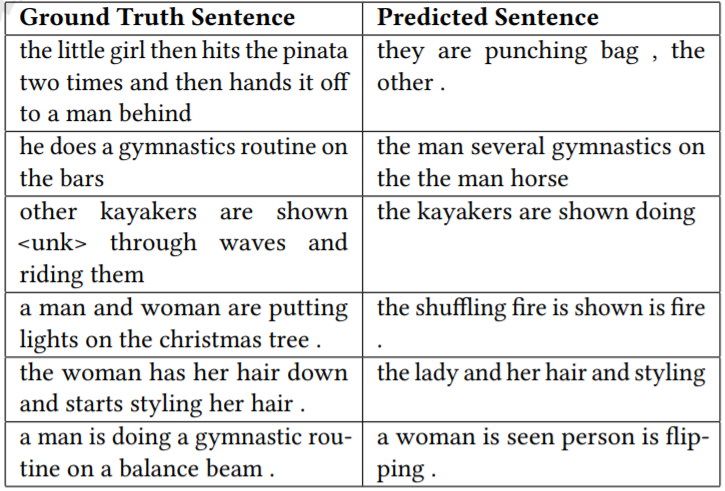 Ground Truth Sentence
Predicted Sentence
the little girl then hits the pinata
two times and then hands it off
to a man behind
they are punching bag , the
other .
he does a gymnastics routine on
the bars
the man several gymnastics on
the the man horse
other kayakers are shown
<unk> through waves and
riding them
the kayakers are shown doing
a man and woman are putting
lights on the christmas tree .
the shuffling fire is shown is fire
.
the woman has her hair down
and starts styling her hair .
the lady and her hair and styling
a man is doing a gymnastic rou-
tine on a balance beam .
a woman is seen person is flip-
ping .